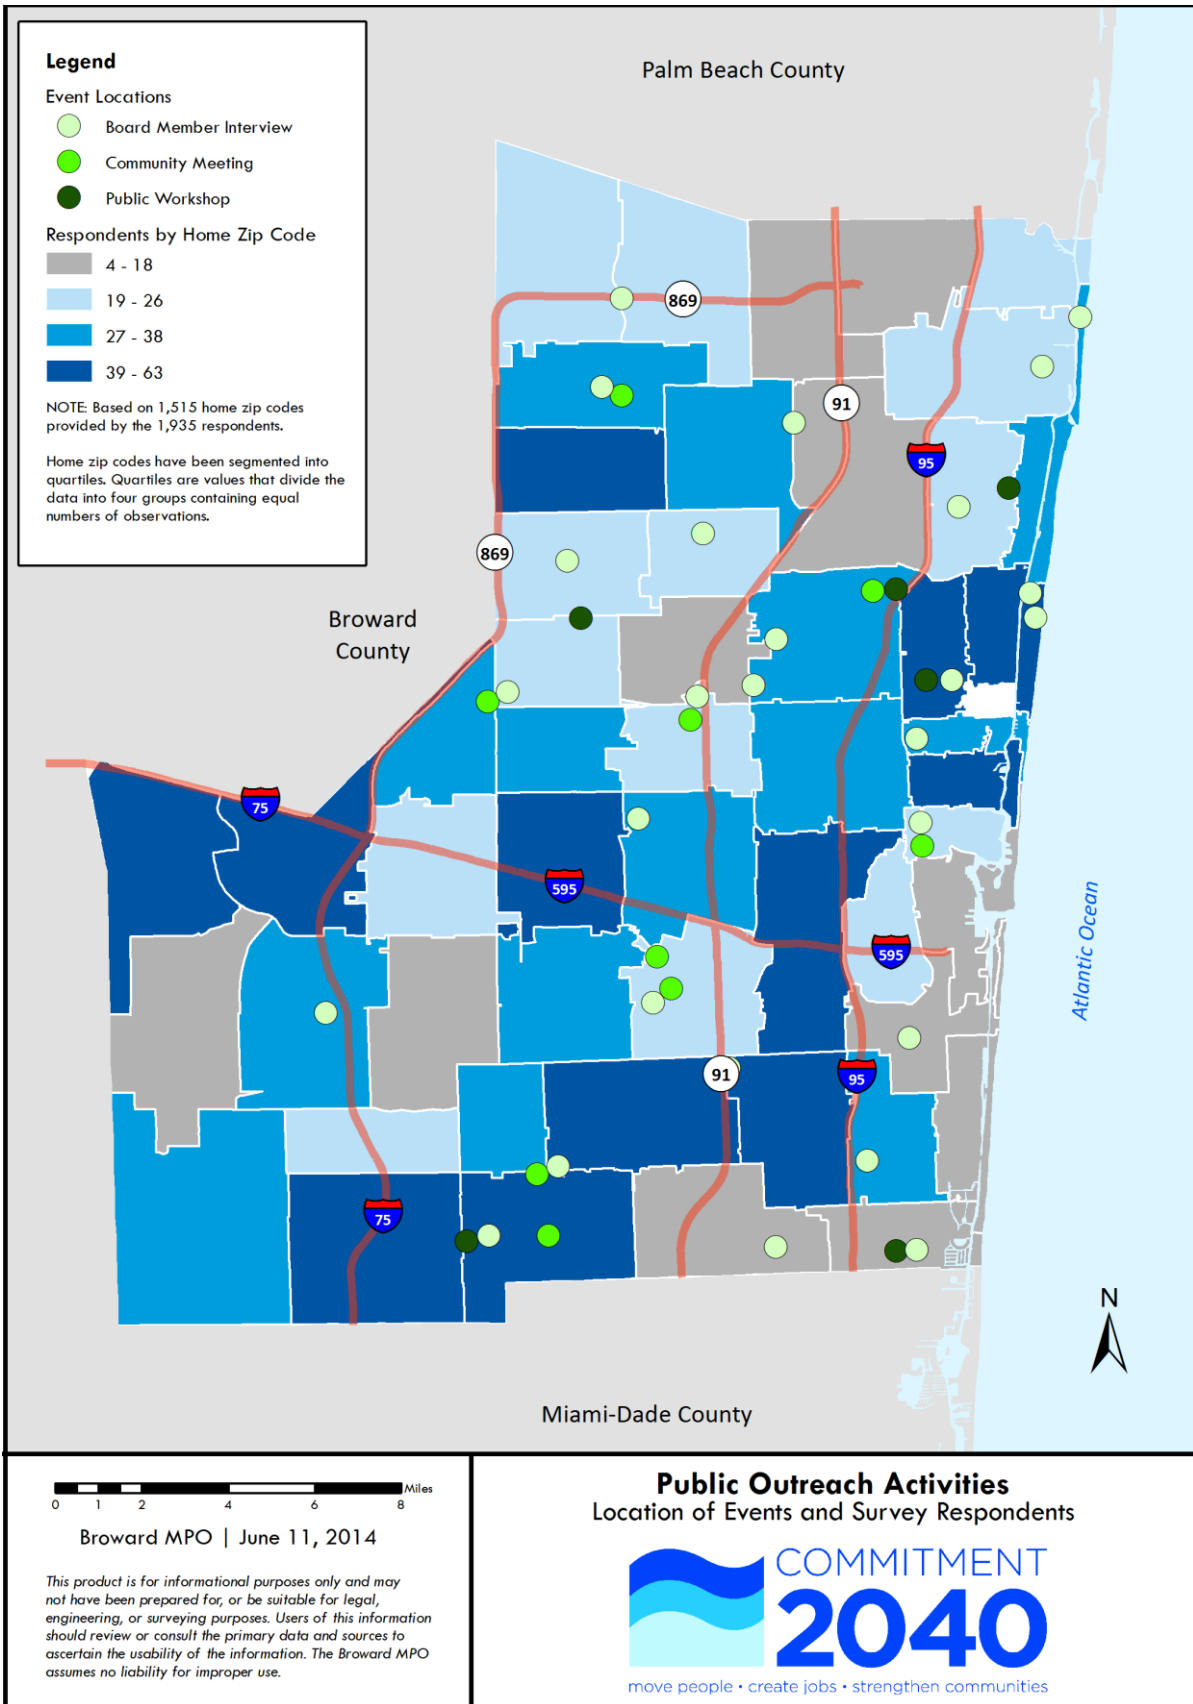 Legend
Event Locations
Board Member Interview
Community Meeting
Public Workshop
Respondents by Home Zip Code
4 - 18
19 - 26
27 - 38
39 - 63
NOTE: Based on 1,515 home zip codes
provided by the 1,935 respondents.
Home zip codes have been segmented into
quartiles. Quartiles are values that divide the
data into four groups containing equal
numbers of observations.
Palm Beach County
869
91
95
869
Broward
County
75
595
595
Atlantic Ocean
91
95
75
N
Miami-Dade County
0 1 2 4 6 8 Miles
Broward MPO | June 11, 2014
This product is for informational purposes only and may
not have been prepared for, or be suitable for legal,
engineering, or surveying purposes. Users of this information
should review or consult the primary data and sources to
ascertain the usability of the information. The Broward MPO
assumes no liability for improper use.
Public Outreach Activities
Location of Events and Survey Respondents
COMMITMENT
2040
move people • create jobs • strengthen communities